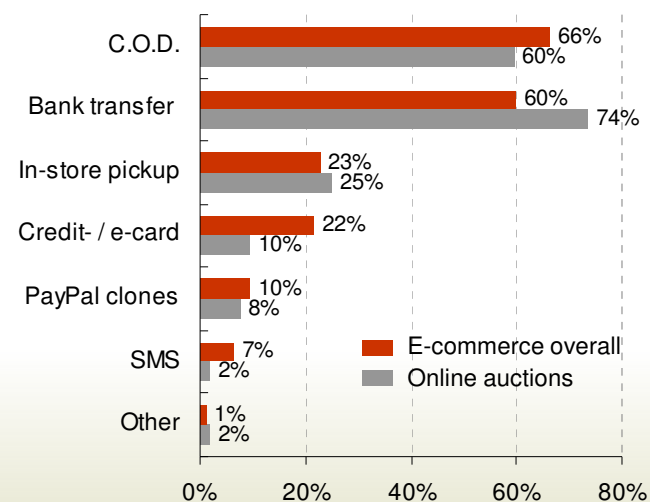 C.O.D.
66%
60%
Bank transfer
60%
74%
In-store pickup
23%
25%
Credit- / e-card
22%
10%
PayPal clones
10%
8%
SMS
7%
2%
E-commerce overall
Online auctions
Other
1%
2%
0%
20%
40%
60%
80%